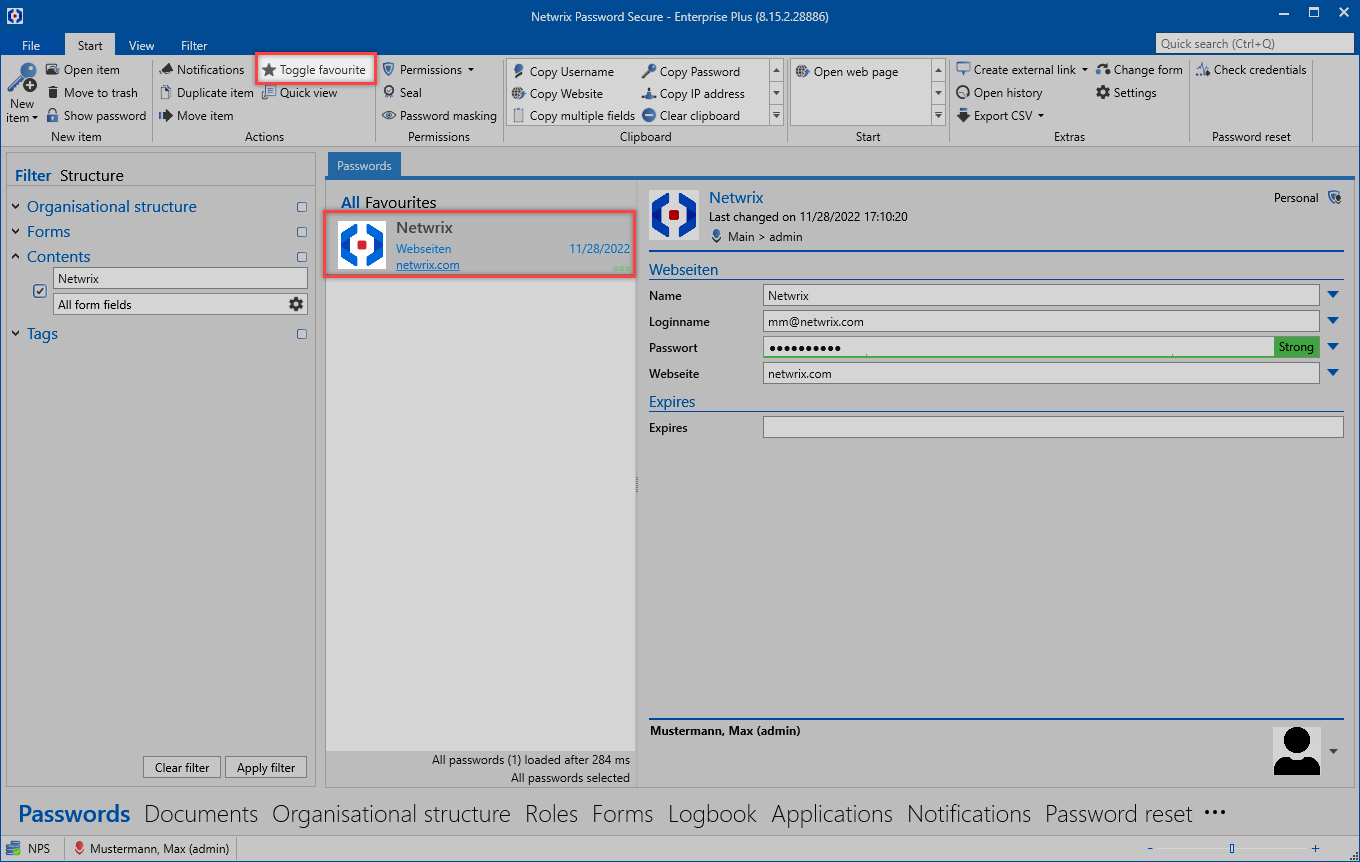 Netwrix Password Secure - Enterprise Plus (8.15.2.28886)
File Start View Filter
Quick search (Ctrl+Q)
New item
Open item
Move to trash
Show password
New item
Notifications
Duplicate item
Move item
Toggle favourite
Quick view
Actions
Permissions
Seal
Password masking
Permissions
Copy Username
Copy Website
Copy multiple fields
Copy Password
Copy IP address
Clear clipboard
Clipboard
Open web page
Start
Create external link
Open history
Export CSV
Change form
Settings
Extras
Check credentials
Password reset
Filter Structure
Organisational structure
Forms
Contents
Netwrix
All form fields
Tags
Clear filter Apply filter
Passwords
All Favourites
Netwrix
Webseiten 11/28/2022
netwrix.com
All passwords (1) loaded after 284 ms
All passwords selected
Netwrix
Personal
Last changed on 11/28/2022 17:10:20
Main > admin
Webseiten
Name Netwrix
Loginname mm@netwrix.com
Passwort ●●●●●●●●●● Strong
Webseite netwrix.com
Expires
Expires
Mustermann, Max (admin)
Passwords Documents Organisational structure Roles Forms Logbook Applications Notifications Password reset •••
NPS Mustermann, Max (admin) - +